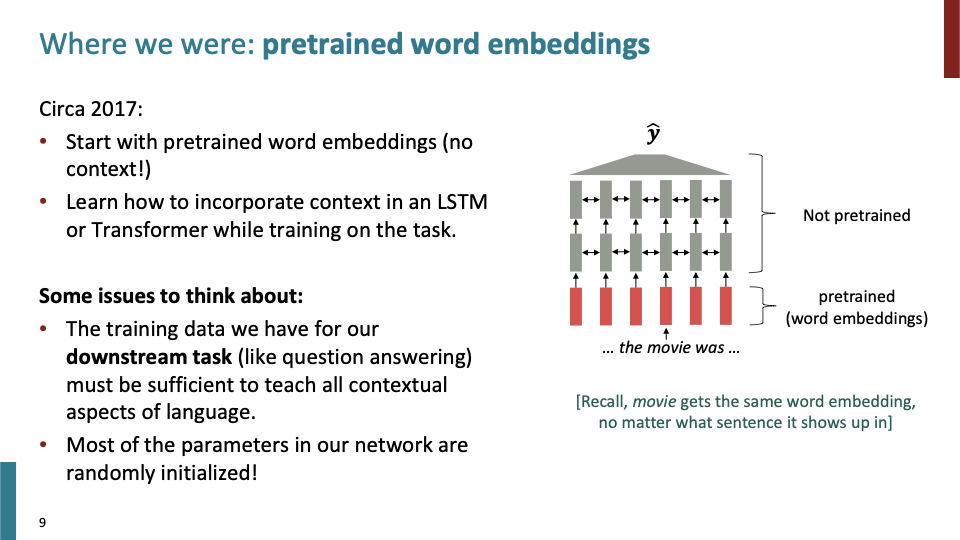 Where we were: pretrained word embeddings
Circa 2017:
• Start with pretrained word embeddings (no
context!)
• Learn how to incorporate context in an LSTM
or Transformer while training on the task.
Some issues to think about:
• The training data we have for our
downstream task (like question answering)
must be sufficient to teach all contextual
aspects of language.
• Most of the parameters in our network are
randomly initialized!
ŷ
Not pretrained
pretrained
(word embeddings)
… the movie was …
[Recall, movie gets the same word embedding,
no matter what sentence it shows up in]
9